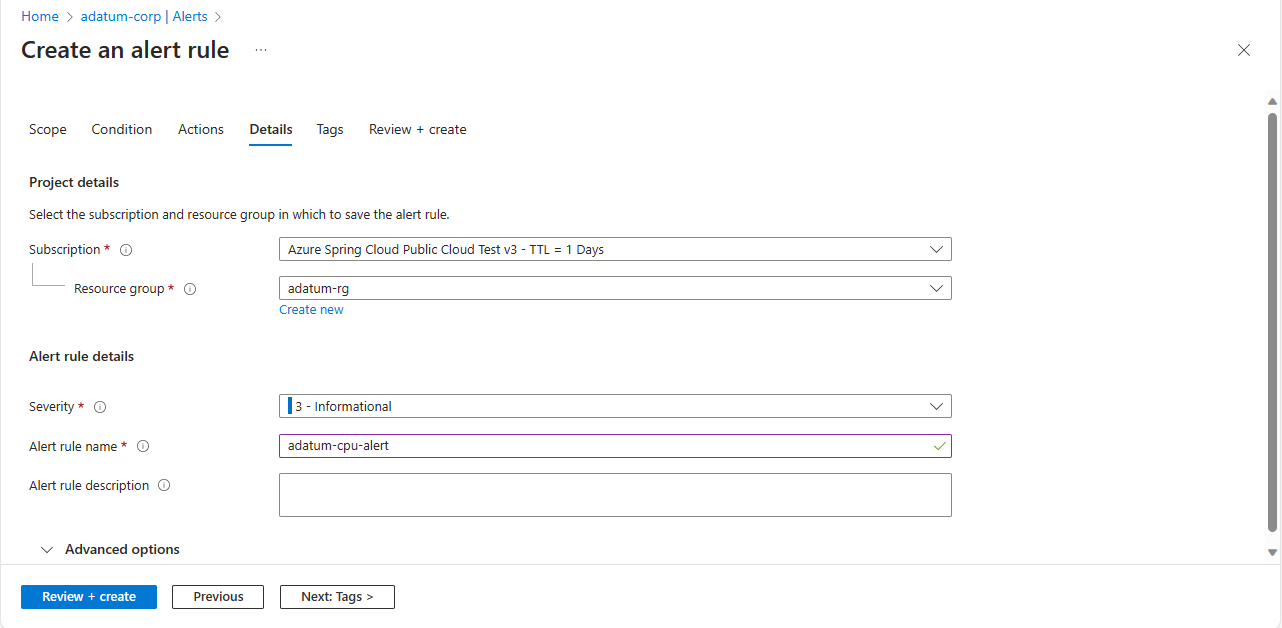 Home > adatum-corp | Alerts >
Create an alert rule ...
Scope Condition Actions Details Tags Review + create
Project details
Select the subscription and resource group in which to save the alert rule.
Subscription * Azure Spring Cloud Public Cloud Test v3 - TTL = 1 Days
Resource group * adatum-rg
Create new
Alert rule details
Severity * 3 - Informational
Alert rule name * adatum-cpu-alert
Alert rule description
Advanced options
Review + create Previous Next: Tags >